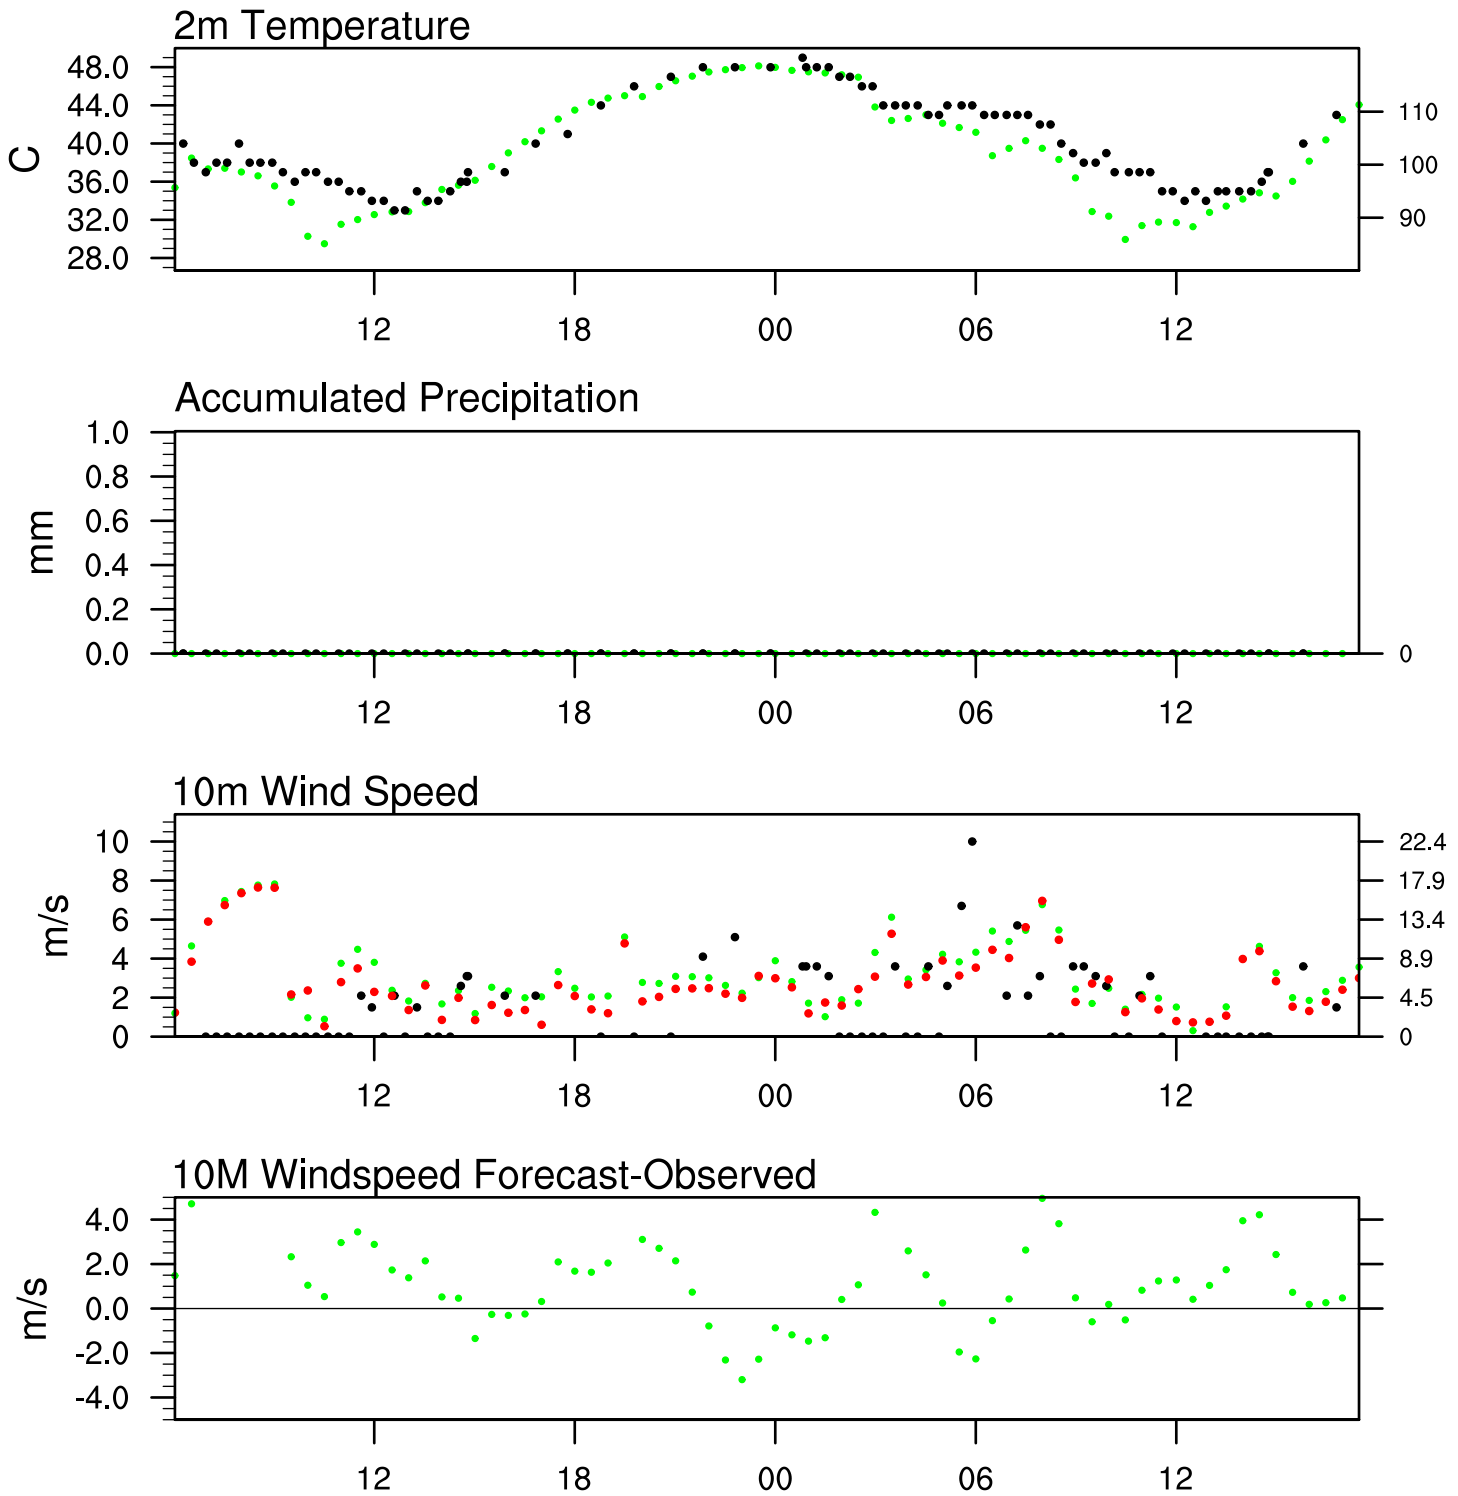 2m Temperature
48.0
44.0
40.0
36.0
32.0
28.0
C
110
100
90
12 18 00 06 12
Accumulated Precipitation
1.0
0.8
0.6
0.4
0.2
0.0
mm
0
12 18 00 06 12
10m Wind Speed
10
8
6
4
2
0
m/s
22.4
17.9
13.4
8.9
4.5
0
12 18 00 06 12
10M Windspeed Forecast-Observed
4.0
2.0
0.0
-2.0
-4.0
m/s
12 18 00 06 12